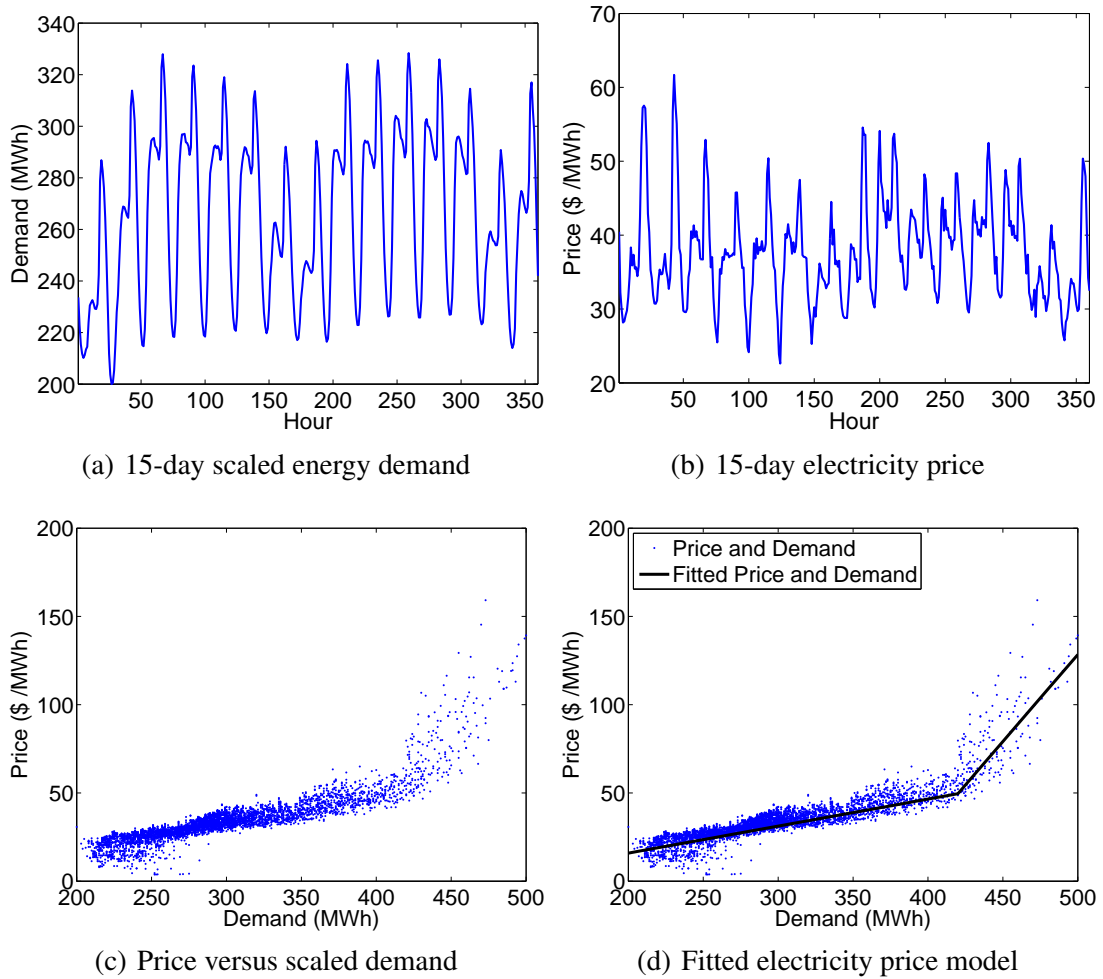 340
320
300
280
260
240
220
200
Demand (MWh)
50 100 150 200 250 300 350
Hour
(a) 15-day scaled energy demand
70
60
50
40
30
20
Price ($ /MWh)
50 100 150 200 250 300 350
Hour
(b) 15-day electricity price
200
150
100
50
0
Price ($ /MWh)
200 250 300 350 400 450 500
Demand (MWh)
(c) Price versus scaled demand
200
150
100
50
0
Price ($ /MWh)
Price and Demand
Fitted Price and Demand
200 250 300 350 400 450 500
Demand (MWh)
(d) Fitted electricity price model